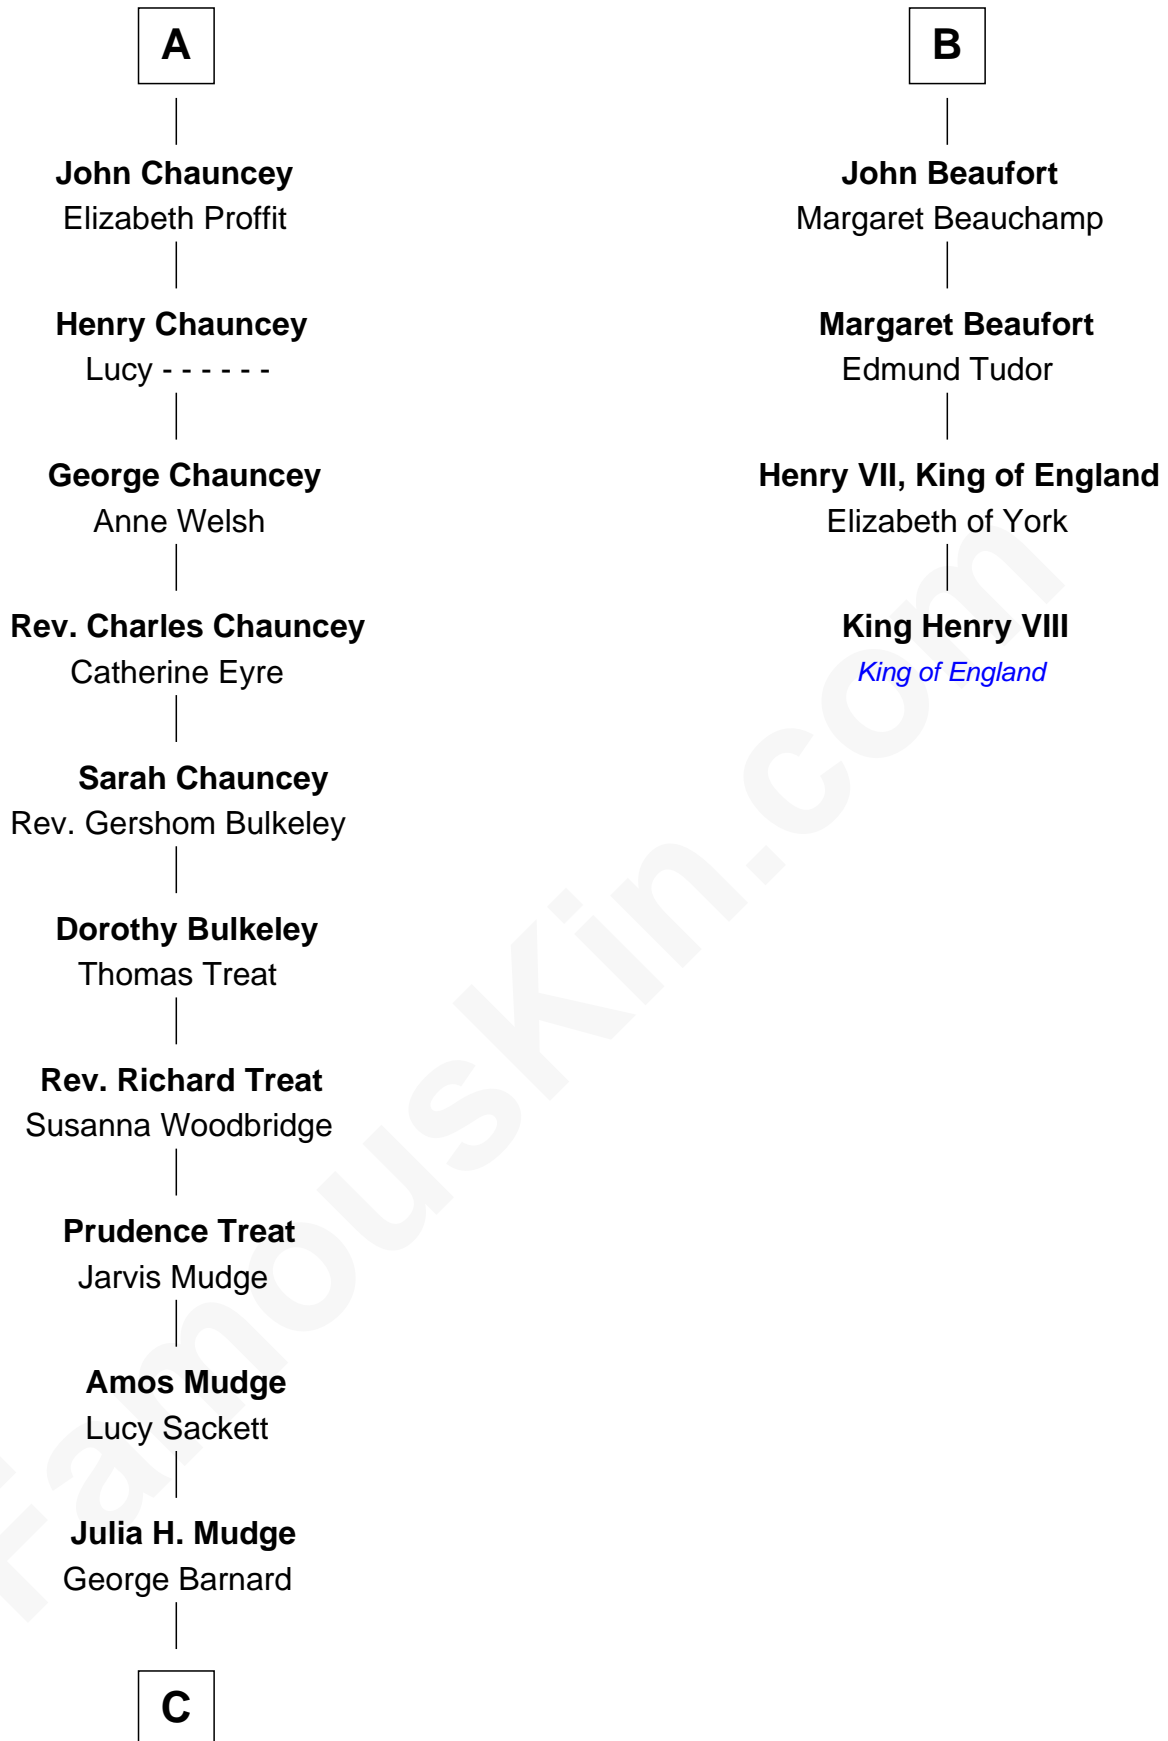 A
John Chauncey
Elizabeth Proffit
Henry Chauncey
Lucy - - - - - -
George Chauncey
Anne Welsh
Rev. Charles Chauncey
Catherine Eyre
Sarah Chauncey
Rev. Gershom Bulkeley
Dorothy Bulkeley
Thomas Treat
Rev. Richard Treat
Susanna Woodbridge
Prudence Treat
Jarvis Mudge
Amos Mudge
Lucy Sackett
Julia H. Mudge
George Barnard
C
B
John Beaufort
Margaret Beauchamp
Margaret Beaufort
Edmund Tudor
Henry VII, King of England
Elizabeth of York
King Henry VIII
King of England
FamousKin.com